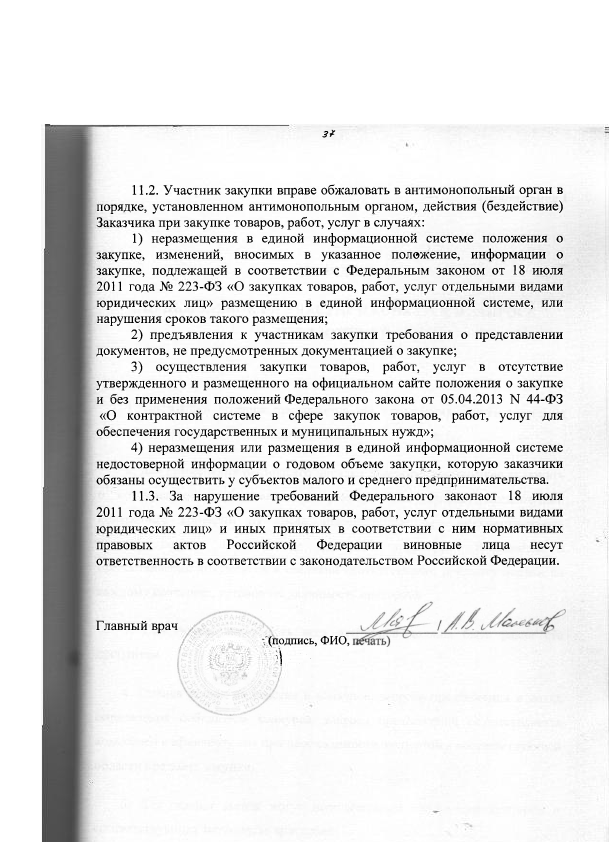 37
11.2. Участник закупки вправе обжаловать в антимонопольный орган в
порядке, установленном антимонопольным органом, действия (бездействие)
Заказчика при закупке товаров, работ, услуг в случаях:
1) неразмещения в единой информационной системе положения о
закупке, изменений, вносимых в указанное положение, информации о
закупке, подлежащей в соответствии с Федеральным законом от 18 июля
2011 года № 223-ФЗ «О закупках товаров, работ, услуг отдельными видами
юридических лиц» размещению в единой информационной системе, или
нарушения сроков такого размещения;
2) предъявления к участникам закупки требования о представлении
документов, не предусмотренных документацией о закупке;
3) осуществления закупки товаров, работ, услуг в отсутствие
утвержденного и размещенного на официальном сайте положения о закупке
и без применения положений Федерального закона от 05.04.2013 N 44-ФЗ
«О контрактной системе в сфере закупок товаров, работ, услуг для
обеспечения государственных и муниципальных нужд»;
4) неразмещения или размещения в единой информационной системе
недостоверной информации о годовом объеме закупки, которую заказчики
обязаны осуществить у субъектов малого и среднего предпринимательства.
11.3. За нарушение требований Федерального законаот 18 июля
2011 года № 223-ФЗ «О закупках товаров, работ, услуг отдельными видами
юридических лиц» и иных принятых в соответствии с ним нормативных
правовых актов Российской Федерации виновные лица несут
ответственность в соответствии с законодательством Российской Федерации.
Главный врач
(подпись, ФИО, печать)